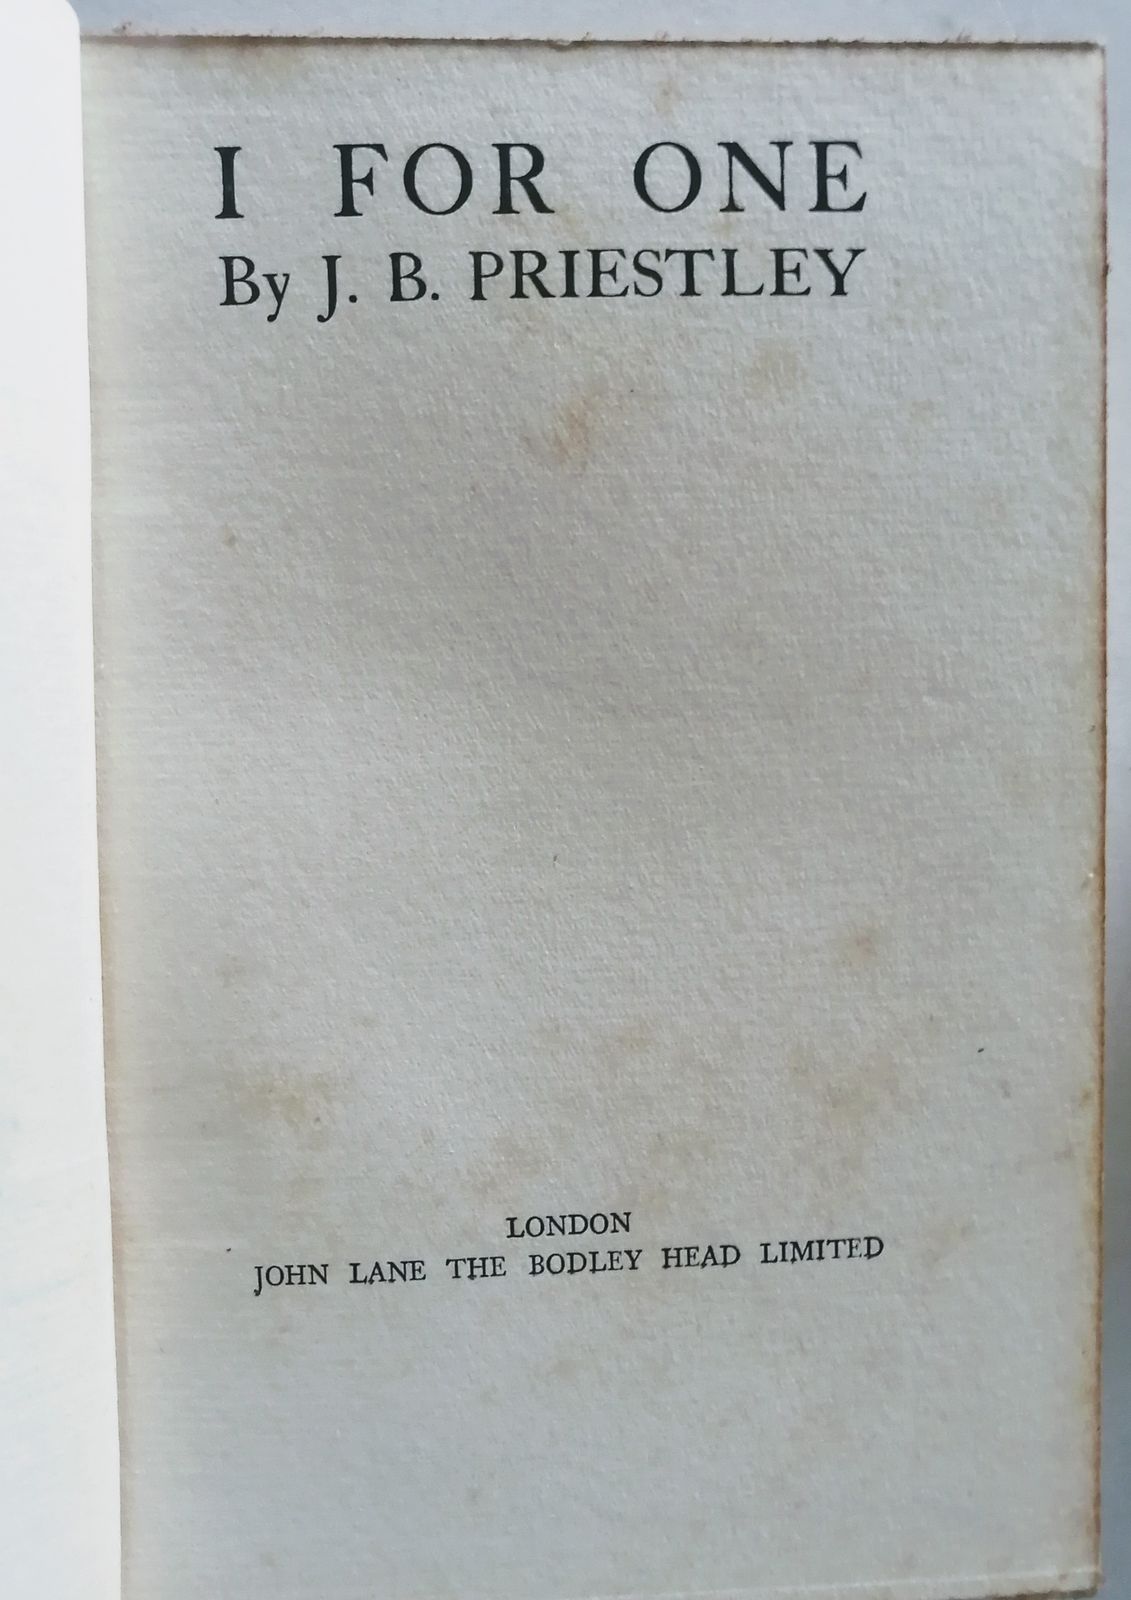 I FOR ONE
By J. B. PRIESTLEY
LONDON
JOHN LANE THE BODLEY HEAD LIMITED